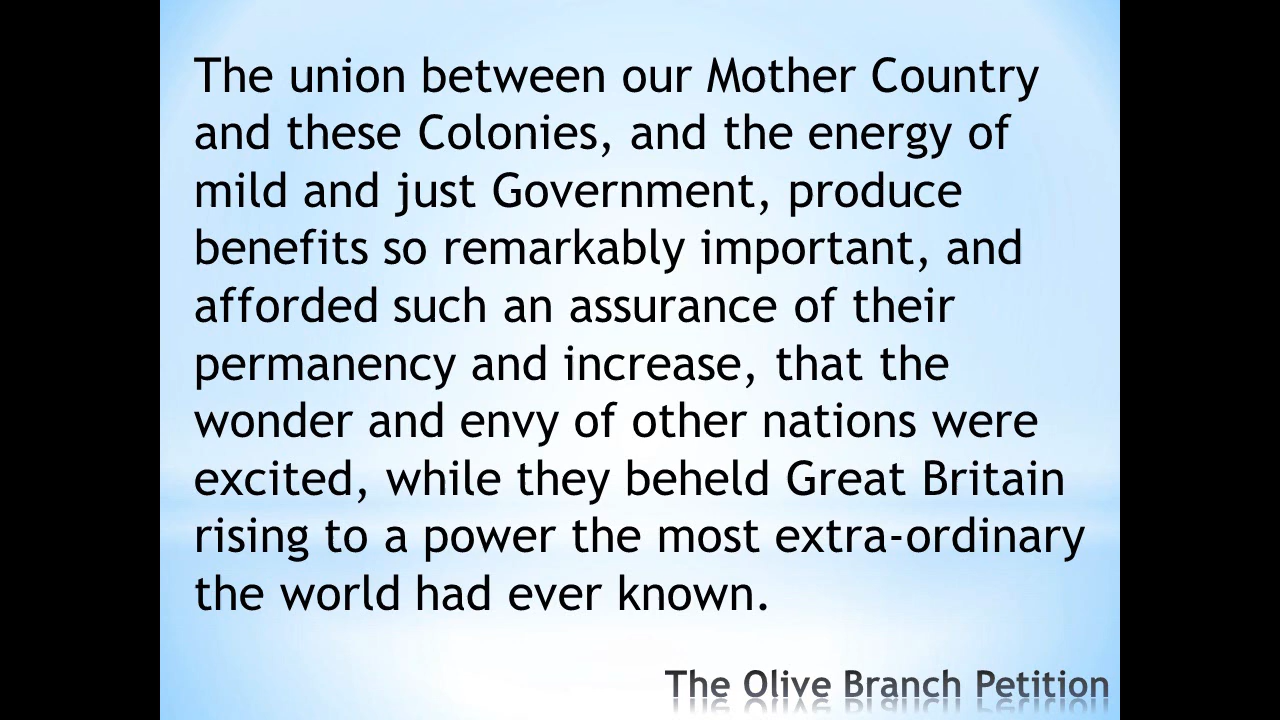 The union between our Mother Country
and these Colonies, and the energy of
mild and just Government, produce
benefits so remarkably important, and
afforded such an assurance of their
permanency and increase, that the
wonder and envy of other nations were
excited, while they beheld Great Britain
rising to a power the most extra-ordinary
the world had ever known.
The Olive Branch Petition